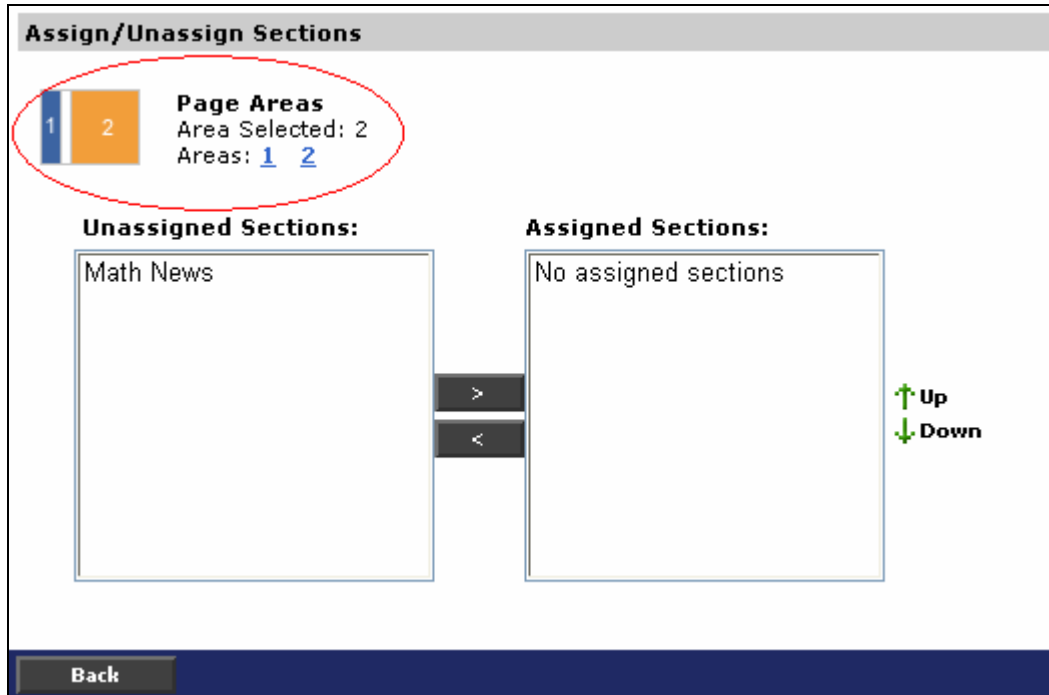 Assign/Unassign Sections
1 2
Page Areas
Area Selected: 2
Areas: 1 2
Unassigned Sections:
Math News
Assigned Sections:
No assigned sections
>
<
Up
Down
Back